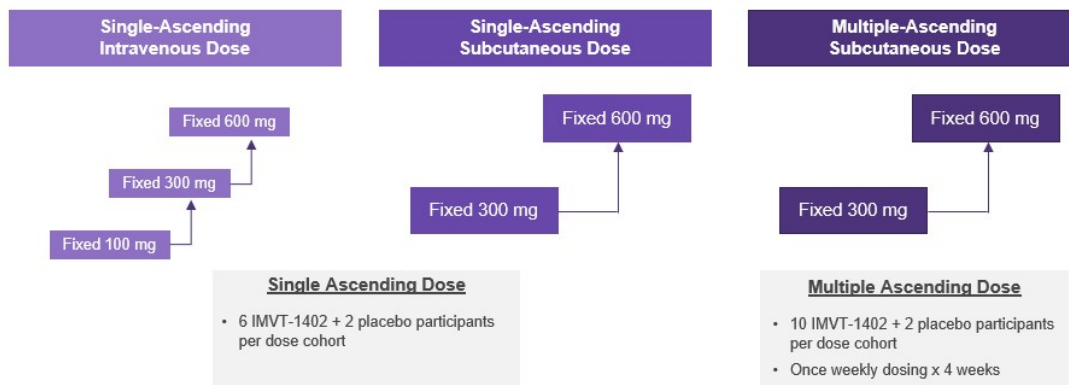 Single-Ascending
Intravenous Dose
Single-Ascending
Subcutaneous Dose
Multiple-Ascending
Subcutaneous Dose
Fixed 600 mg
Fixed 300 mg
Fixed 100 mg
Fixed 600 mg
Fixed 300 mg
Fixed 600 mg
Fixed 300 mg
Single Ascending Dose
• 6 IMVT-1402 + 2 placebo participants
per dose cohort
Multiple Ascending Dose
• 10 IMVT-1402 + 2 placebo participants
per dose cohort
• Once weekly dosing x 4 weeks